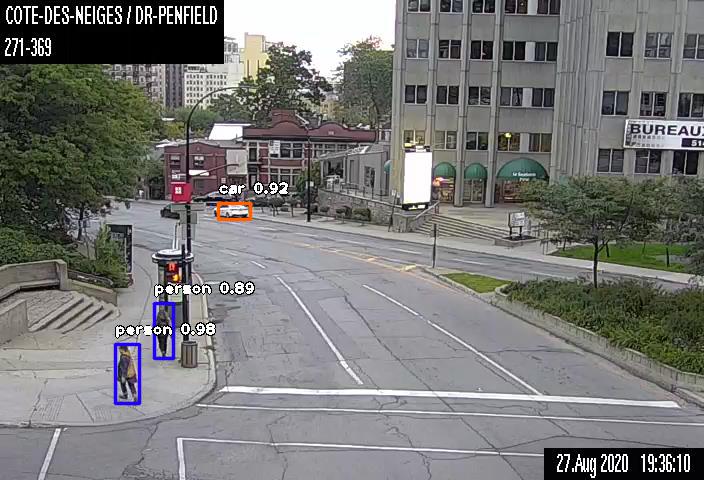 COTE-DES-NEIGES / DR-PENFIELD
271-369
BUREAUX
514
car 0.92
person 0.89
person 0.98
27.Aug 2020 19:36:10